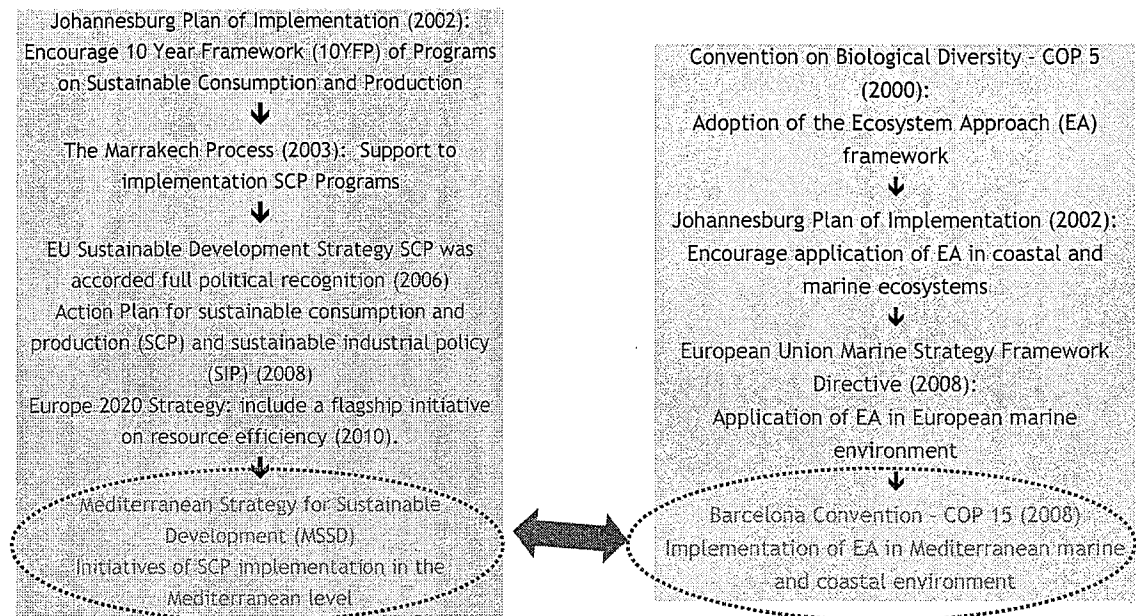 Johannesburg Plan of Implementation (2002):
Encourage 10 Year Framework (10YFP) of Programs
on Sustainable Consumption and Production
↓
The Marrakech Process (2003): Support to
implementation SCP Programs
↓
EU Sustainable Development Strategy SCP was
accorded full political recognition (2006)
Action Plan for sustainable consumption and
production (SCP) and sustainable industrial policy
(SIP) (2008)
Europe 2020 Strategy: include a flagship initiative
on resource efficiency (2010).
↓
Mediterranean Strategy for Sustainable
Development (MSSD)
Initiatives of SCP implementation in the
Mediterranean level
Convention on Biological Diversity - COP 5
(2000):
Adoption of the Ecosystem Approach (EA)
framework
↓
Johannesburg Plan of Implementation (2002):
Encourage application of EA in coastal and
marine ecosystems
↓
European Union Marine Strategy Framework
Directive (2008):
Application of EA in European marine
environment
↓
Barcelona Convention - COP 15 (2008)
Implementation of EA in Mediterranean marine
and coastal environment